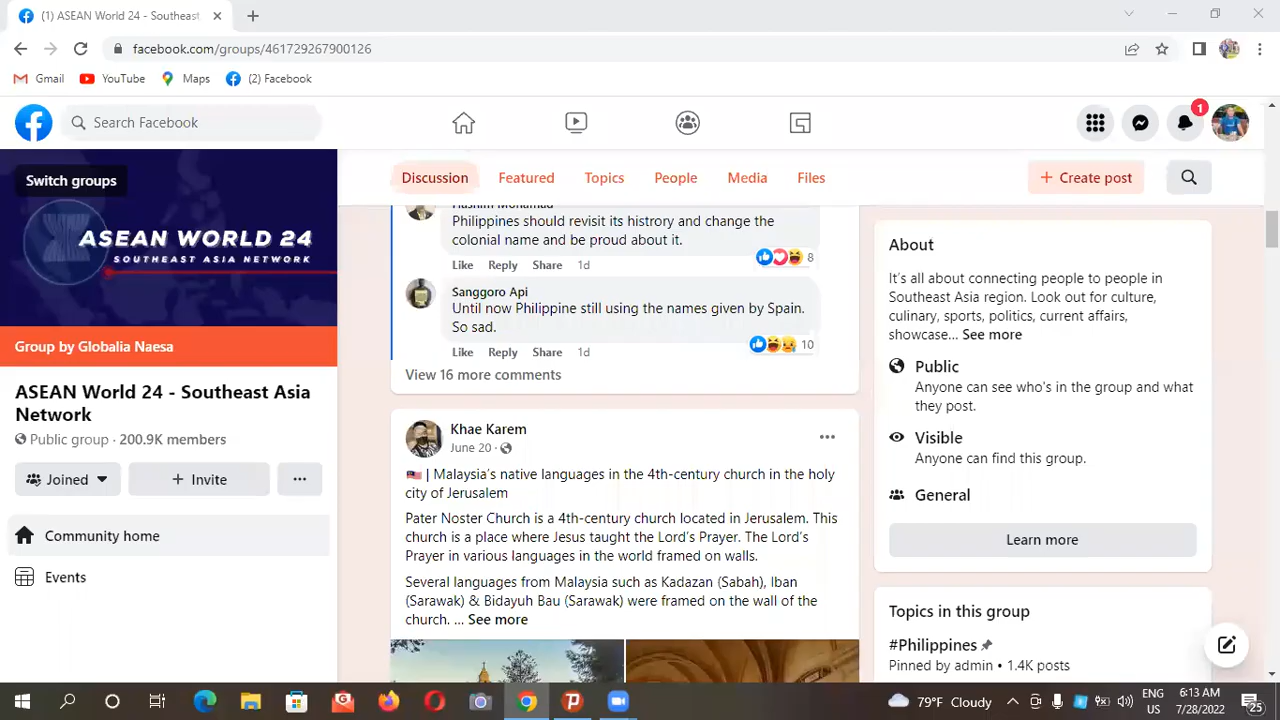 (1) ASEAN World 24 - Southeast
facebook.com/groups/461729267900126
Gmail
YouTube
Maps
(2) Facebook
Search Facebook
1
Switch groups
ASEAN WORLD 24
SOUTHEAST ASIA NETWORK
Group by Globalia Naesa
ASEAN World 24 - Southeast Asia
Network
Public group · 200.9K members
Joined
+ Invite
...
Community home
Events
Discussion
Featured
Topics
People
Media
Files
+ Create post
Hashim Mohamad
Philippines should revisit its histrory and change the
colonial name and be proud about it.
Like Reply Share 1d
8
Sanggoro Api
Until now Philippine still using the names given by Spain.
So sad.
Like Reply Share 1d
10
View 16 more comments
Khae Karem
June 20 ·
🇲🇾 | Malaysia's native languages in the 4th-century church in the holy
city of Jerusalem
Pater Noster Church is a 4th-century church located in Jerusalem. This
church is a place where Jesus taught the Lord's Prayer. The Lord's
Prayer in various languages in the world framed on walls.
Several languages from Malaysia such as Kadazan (Sabah), Iban
(Sarawak) & Bidayuh Bau (Sarawak) were framed on the wall of the
church. ... See more
About
It's all about connecting people to people in
Southeast Asia region. Look out for culture,
culinary, sports, politics, current affairs,
showcase... See more
Public
Anyone can see who's in the group and what
they post.
Visible
Anyone can find this group.
General
Learn more
Topics in this group
#Philippines
Pinned by admin • 1.4K posts
79°F Cloudy
ENG
US
6:13 AM
7/28/2022
25